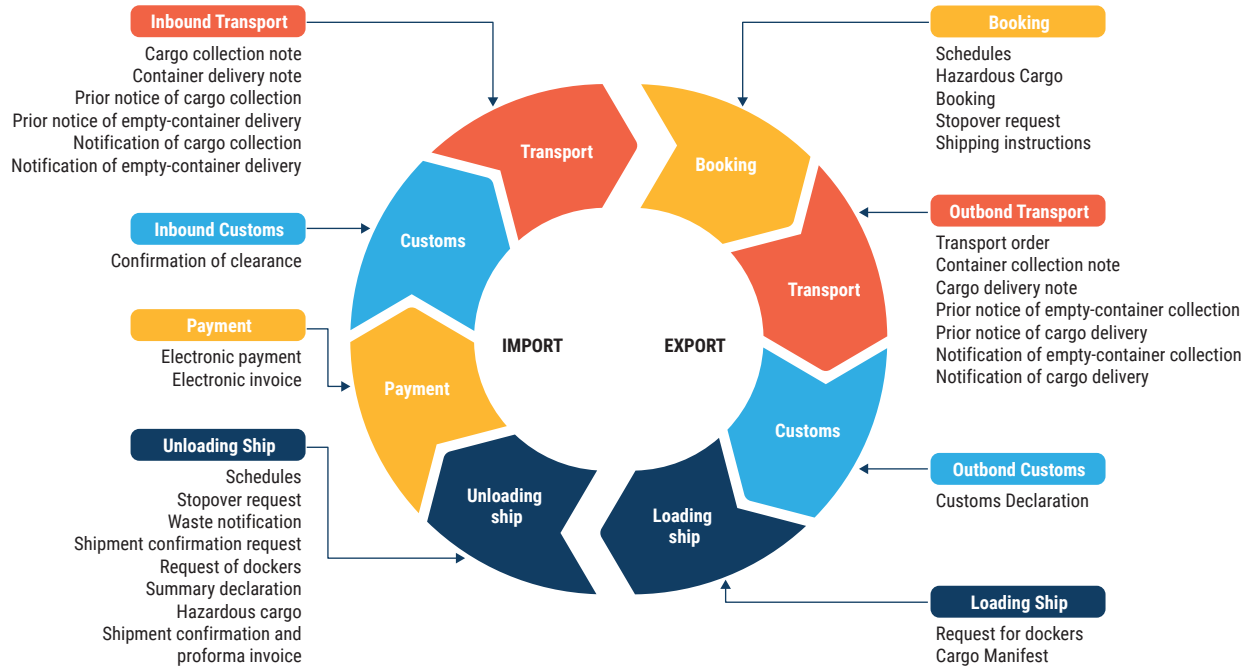 Inbound Transport
Cargo collection note
Container delivery note
Prior notice of cargo collection
Prior notice of empty-container delivery
Notification of cargo collection
Notification of empty-container delivery
Inbound Customs
Confirmation of clearance
Payment
Electronic payment
Electronic invoice
Unloading Ship
Schedules
Stopover request
Waste notification
Shipment confirmation request
Request of dockers
Summary declaration
Hazardous cargo
Shipment confirmation and
proforma invoice
Transport
Customs
Payment
Unloading
ship
IMPORT
EXPORT
Booking
Transport
Customs
Loading
ship
Booking
Schedules
Hazardous Cargo
Booking
Stopover request
Shipping instructions
Outbond Transport
Transport order
Container collection note
Cargo delivery note
Prior notice of empty-container collection
Prior notice of cargo delivery
Notification of empty-container collection
Notification of cargo delivery
Outbond Customs
Customs Declaration
Loading Ship
Request for dockers
Cargo Manifest